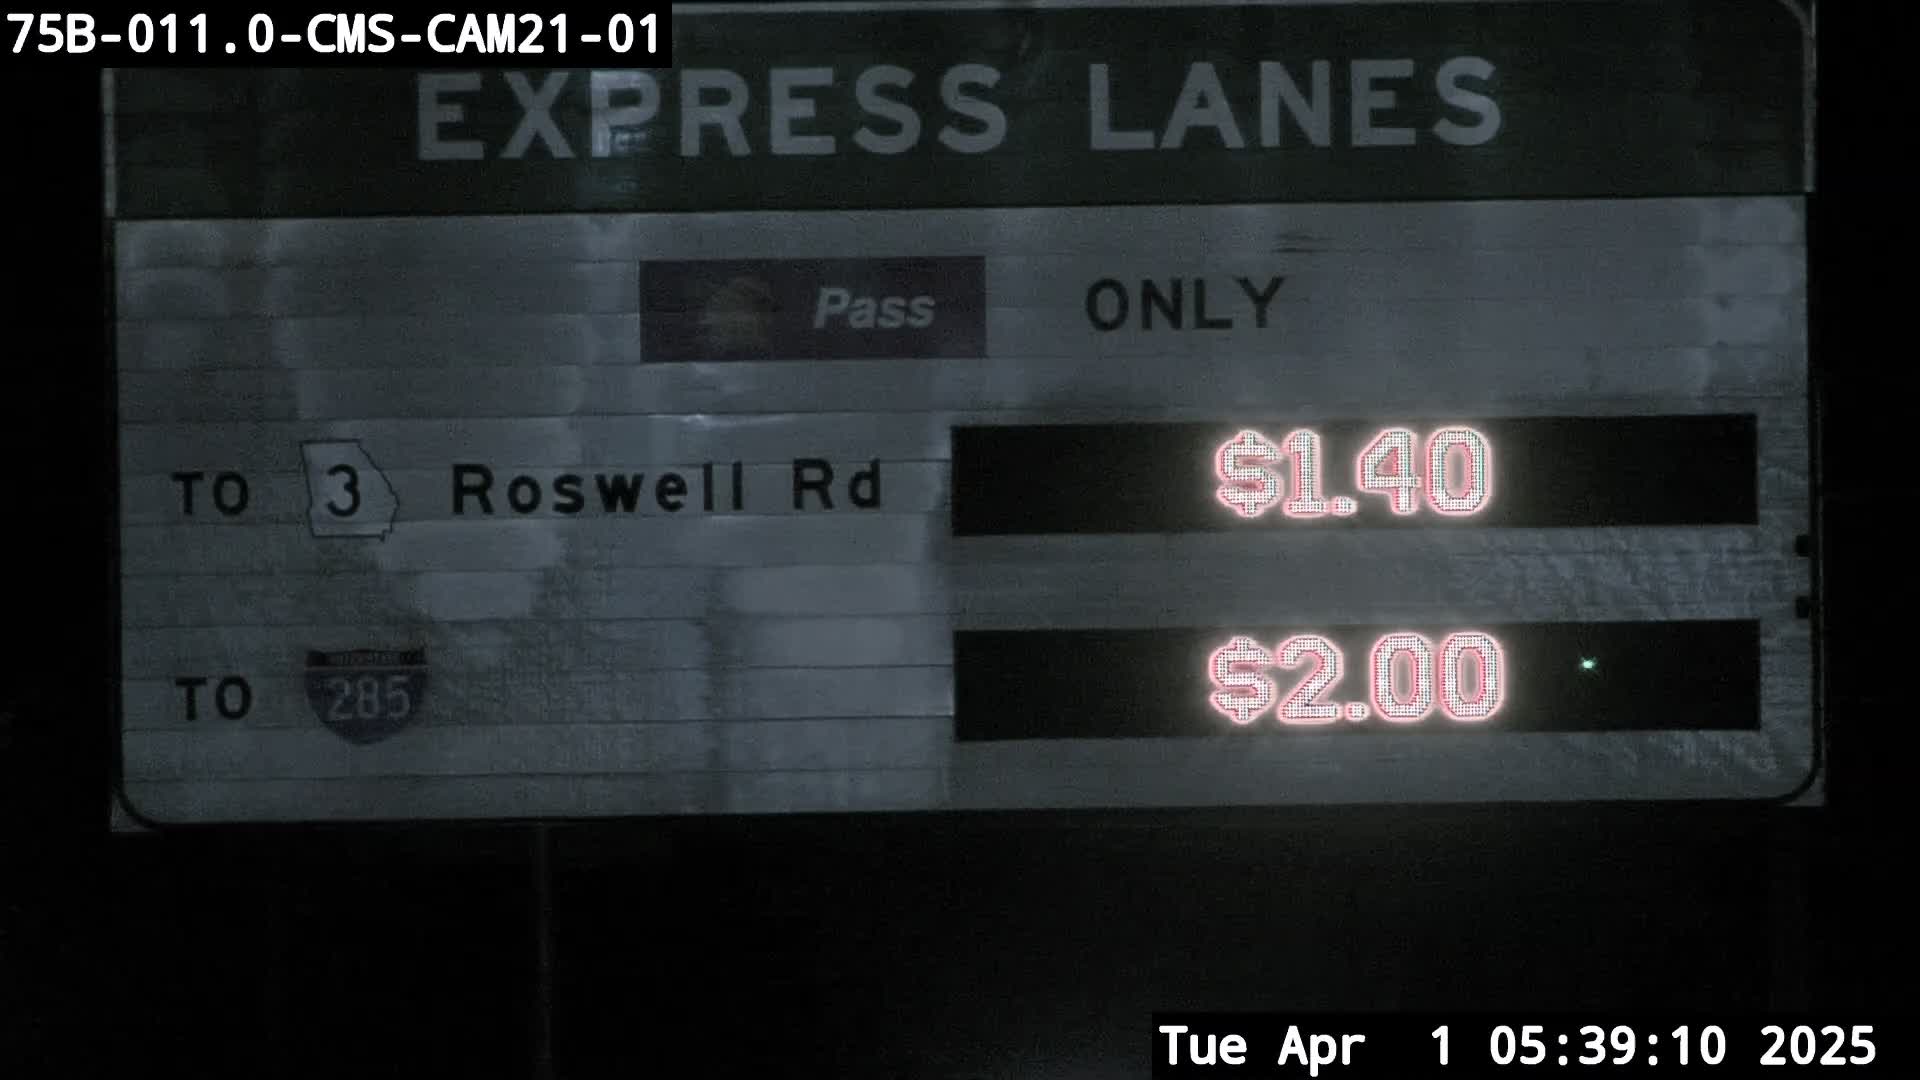 75B-011.0-CMS-CAM21-01
EXPRESS LANES
Pass ONLY
TO 3 Roswell Rd $1.40
TO 285 $2.00
Tue Apr 1 05:39:10 2025